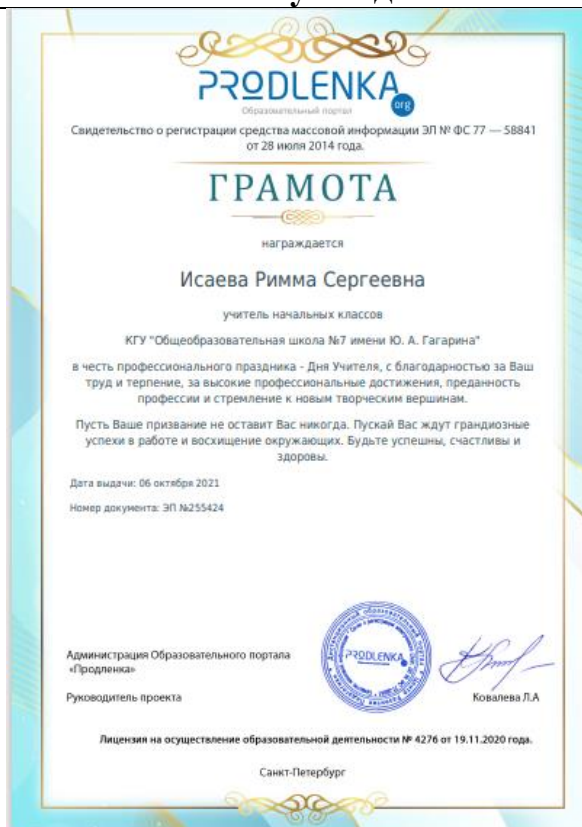 PRODLENKA
org
Образовательный портал
Свидетельство о регистрации средства массовой информации ЭЛ № ФС 77 — 58841
от 28 июля 2014 года.
ГРАМОТА
награждается
Исаева Римма Сергеевна
учитель начальных классов
КГУ "Общеобразовательная школа №7 имени Ю. А. Гагарина"
в честь профессионального праздника - Дня Учителя, с благодарностью за Ваш
труд и терпение, за высокие профессиональные достижения, преданность
профессии и стремление к новым творческим вершинам.
Пусть Ваше призвание не оставит Вас никогда. Пускай Вас ждут грандиозные
успехи в работе и восхищение окружающих. Будьте успешны, счастливы и
здоровы.
Дата выдачи: 06 октября 2021
Номер документа: ЭП №255424
Администрация Образовательного портала
«Продленка»
PRODLENKA
Руководитель проекта
Ковалева Л.А
Лицензия на осуществление образовательной деятельности № 4276 от 19.11.2020 года.
Санкт-Петербург